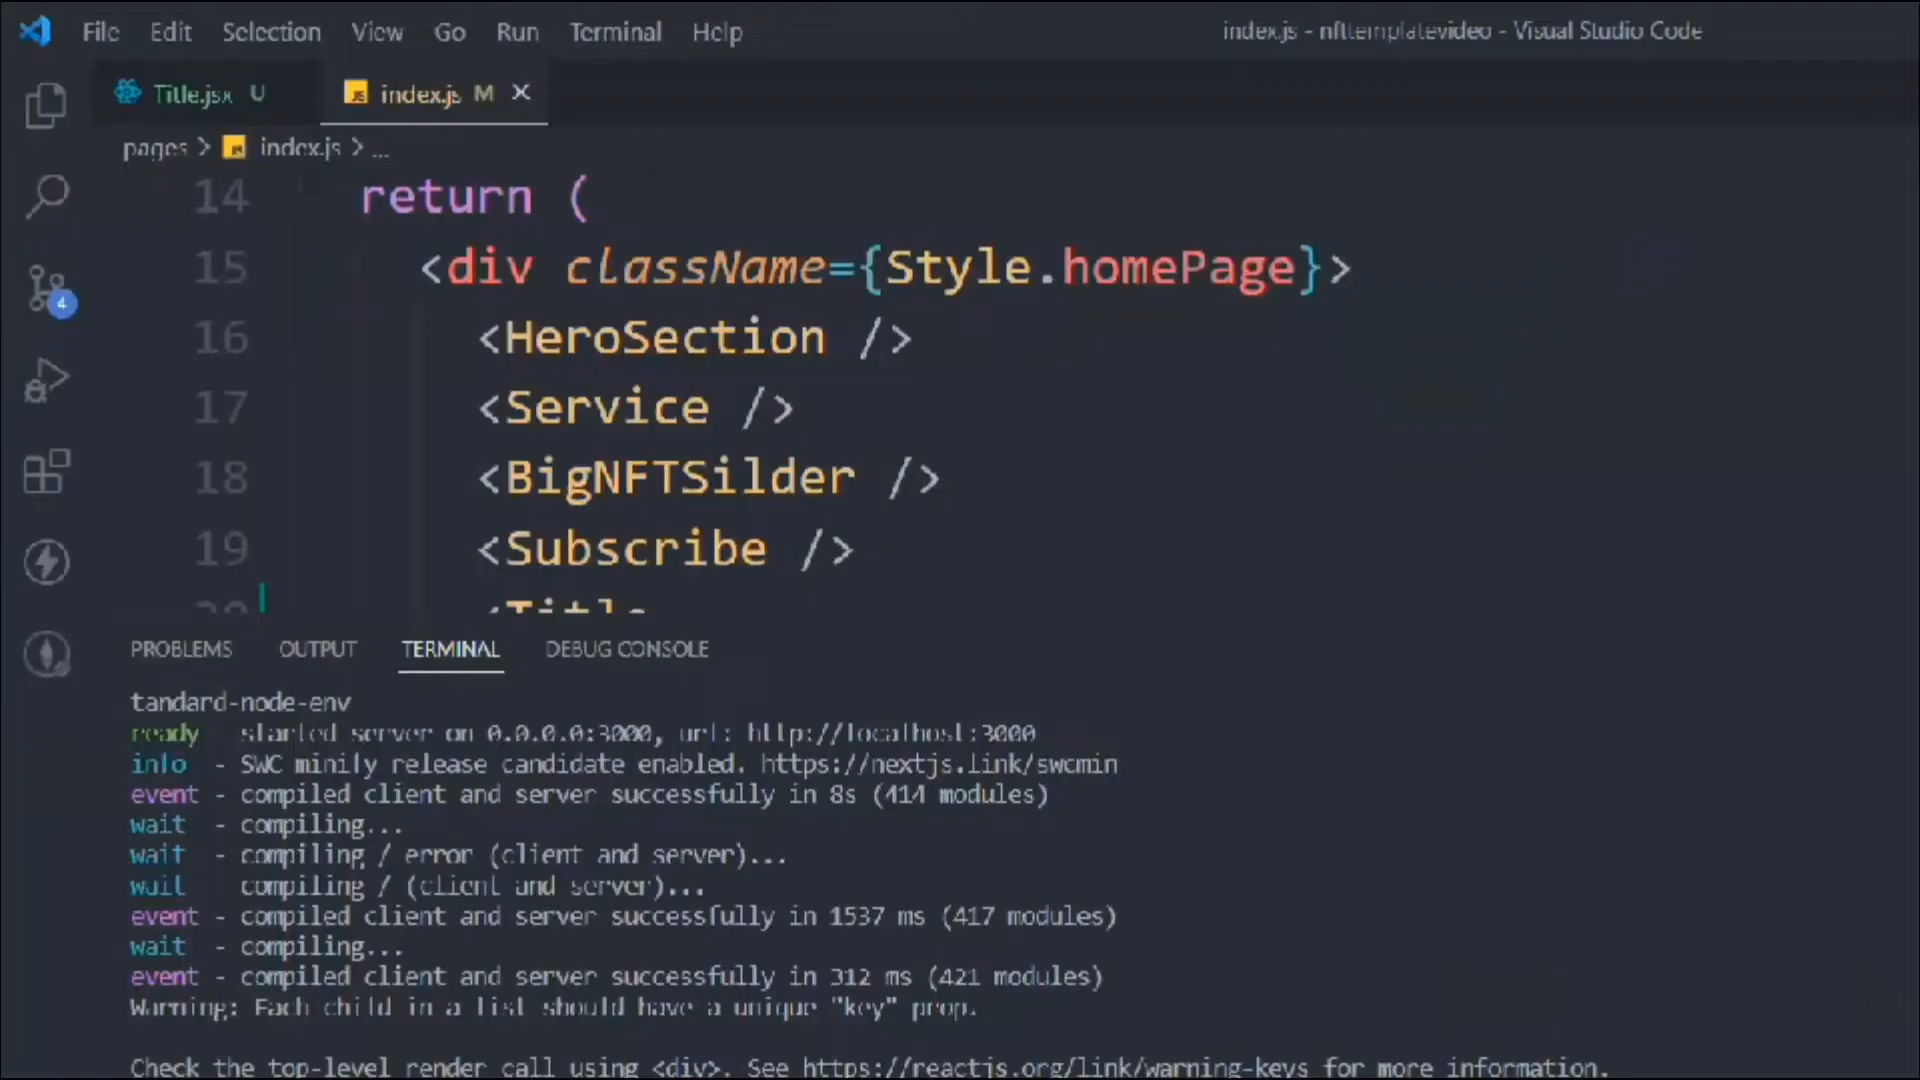 File Edit Selection View Go Run Terminal Help index.js - nfttemplatevideo - Visual Studio Code
Title.jsx U index.js M
pages > index.js > ...
14 return (
15 <div className={Style.homePage}>
16 <HeroSection />
17 <Service />
18 <BigNFTSilder />
19 <Subscribe />
20 <Title
4
PROBLEMS OUTPUT TERMINAL DEBUG CONSOLE
tandard-node-env
ready started server on 0.0.0.0:3000, url: http://localhost:3000
info - SWC minify release candidate enabled. https://nextjs.link/swcmin
event - compiled client and server successfully in 8s (414 modules)
wait - compiling...
wait - compiling / error (client and server)...
wait compiling / (client and server)...
event - compiled client and server successfully in 1537 ms (417 modules)
wait - compiling...
event - compiled client and server successfully in 312 ms (421 modules)
Warning: Each child in a list should have a unique "key" prop.
Check the top-level render call using <div>. See https://reactjs.org/link/warning-keys for more information.